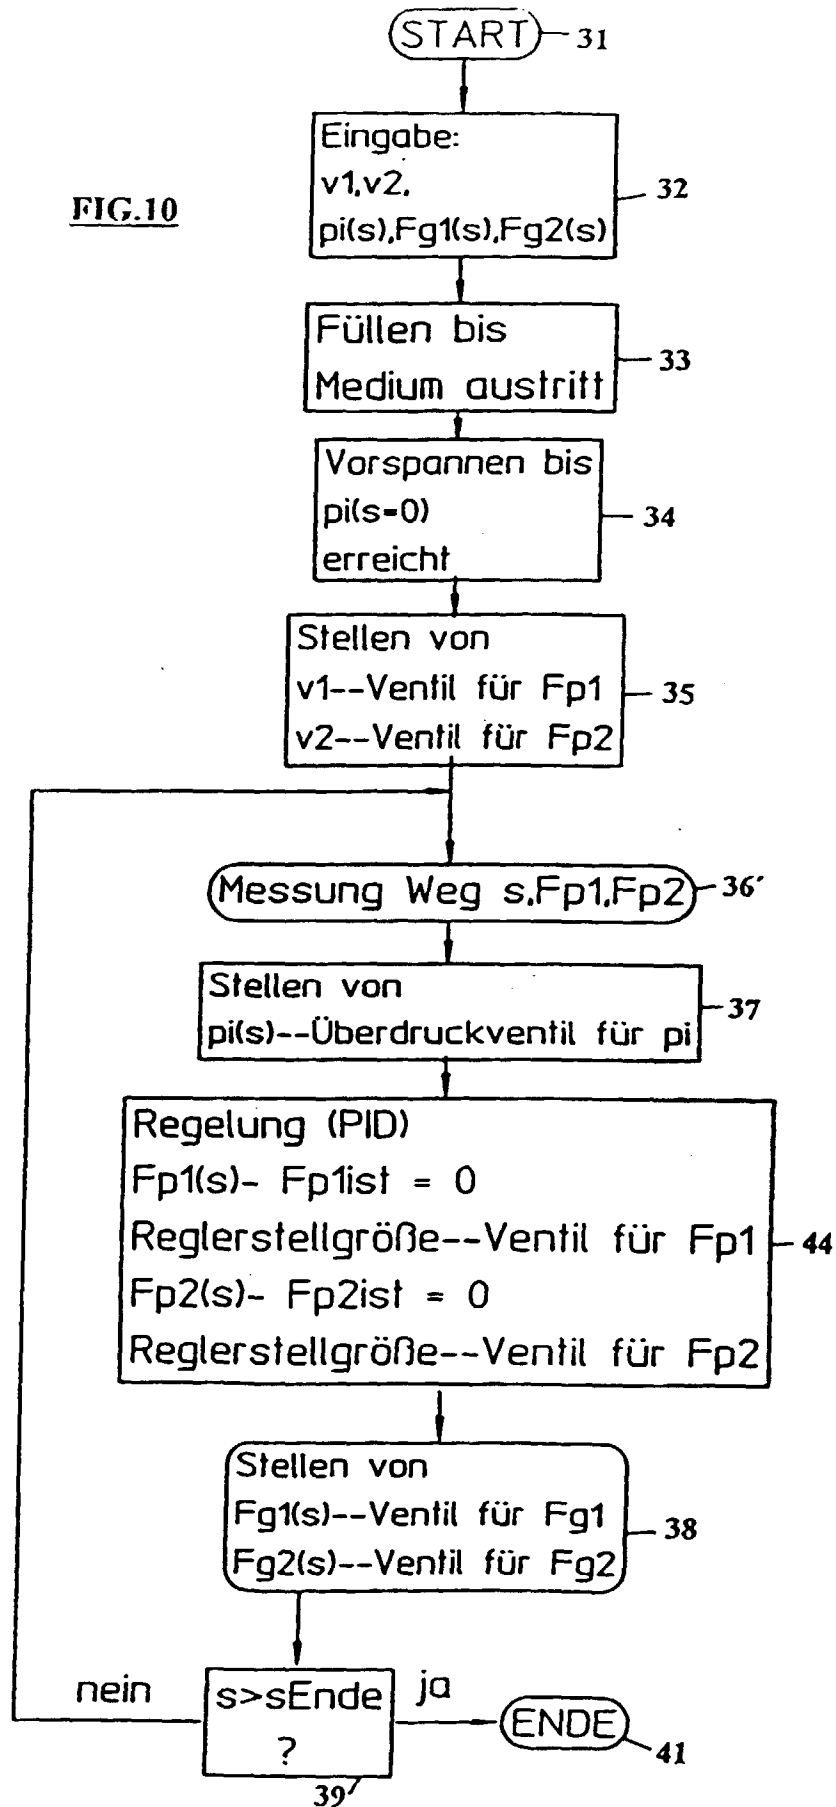 START 31
FIG.10
Eingabe:
v1,v2,
pi(s),Fg1(s),Fg2(s)
32
Füllen bis
Medium austritt
33
Vorspannen bis
pi(s=0)
erreicht
34
Stellen von
v1--Ventil für Fp1
v2--Ventil für Fp2
35
Messung Weg s,Fp1,Fp2
36'
Stellen von
pi(s)--Überdruckventil für pi
37
Regelung (PID)
Fp1(s)- Fp1ist = 0
Reglerstellgröße--Ventil für Fp1
Fp2(s)- Fp2ist = 0
Reglerstellgröße--Ventil für Fp2
44
Stellen von
Fg1(s)--Ventil für Fg1
Fg2(s)--Ventil für Fg2
38
nein
s>sEnde
?
39'
ja
ENDE
41